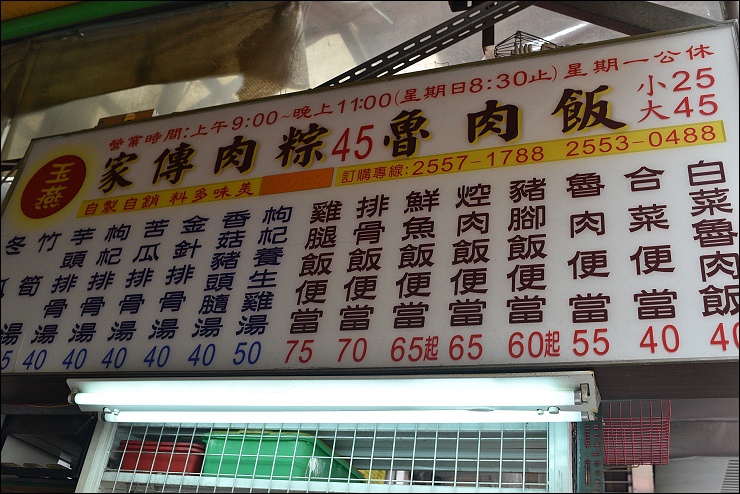 營業時間:上午9:00~晚上11:00(星期日8:30止)星期一公休
玉燕
家傳肉粽45魯肉飯
小25
大45
自製自銷 料多味美
訂購專線:2557-1788 2553-0488
白菜魯肉飯 40
合菜便當 40
魯肉便當 55
豬腳飯便當 60起
焢肉飯便當 65
鮮魚飯便當 65起
排骨飯便當 70
雞腿飯便當 75
枸杞養生雞湯 50
香菇豬頭髓湯 40
金針排骨湯 40
苦瓜排骨湯 40
枸杞排骨湯 40
芋頭排骨湯 40
竹筍湯 5
冬瓜